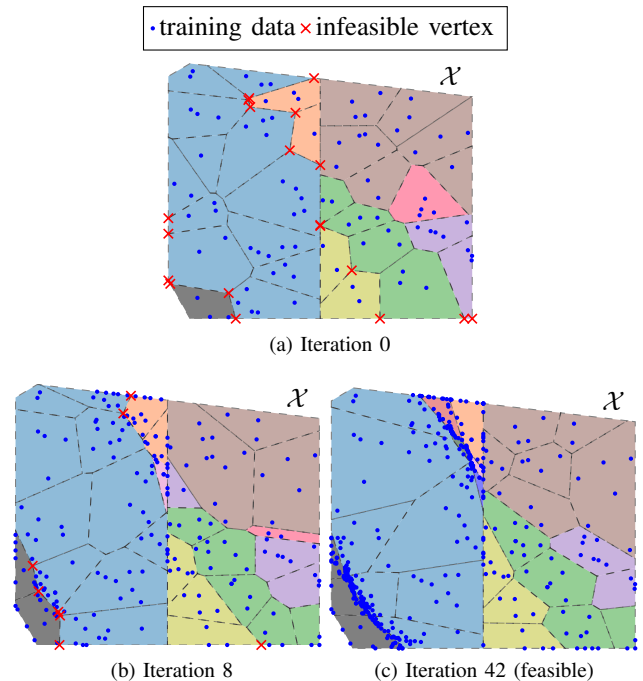 training data infeasible vertex
𝒳
(a) Iteration 0
𝒳 𝒳
(b) Iteration 8 (c) Iteration 42 (feasible)